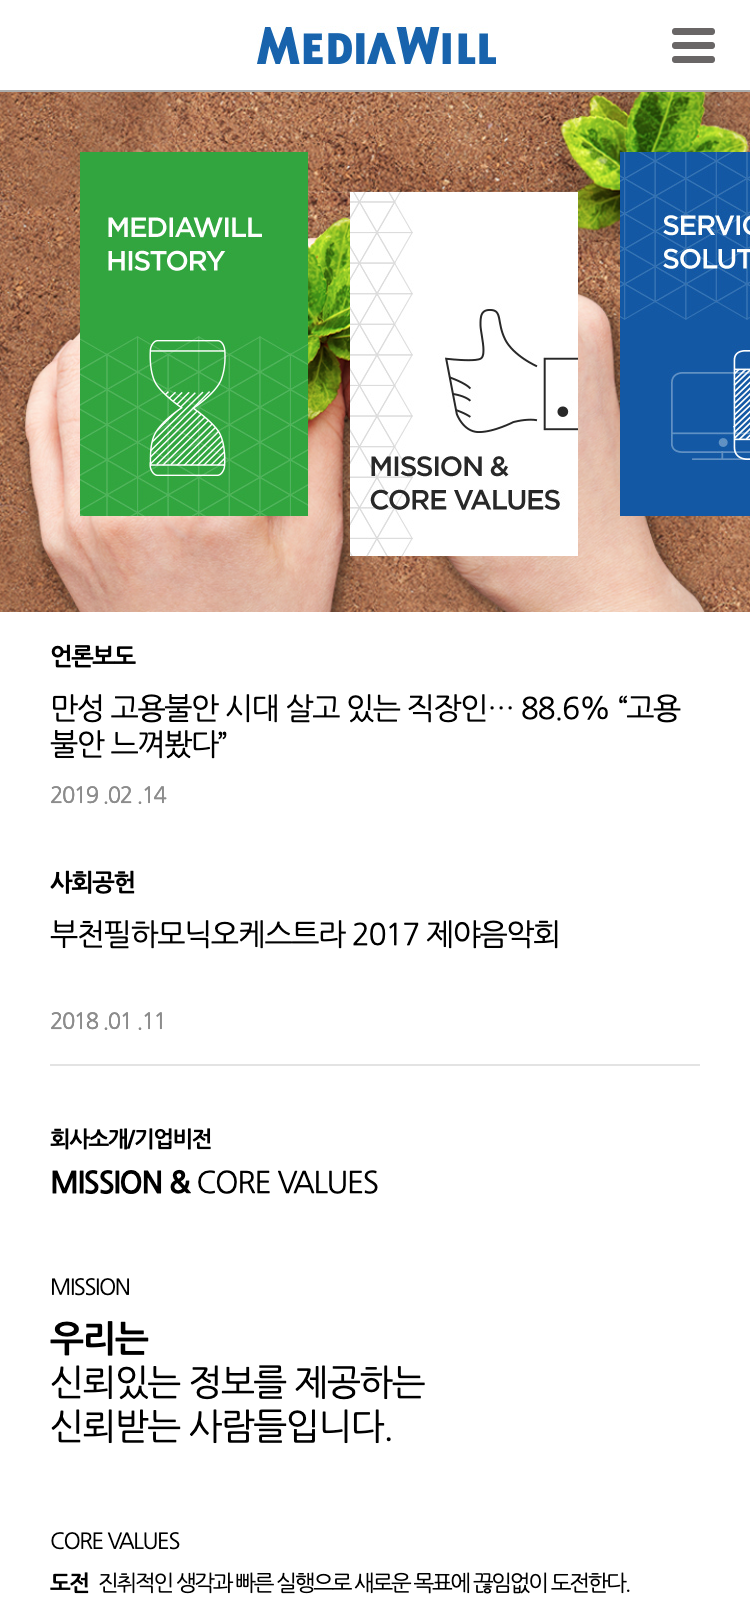 MEDIAWILL
MEDIAWILL
HISTORY
MISSION &
CORE VALUES
언론보도
만성 고용불안 시대 살고 있는 직장인… 88.6% “고용
불안 느껴봤다”
2019 .02 .14
사회공헌
부천필하모닉오케스트라 2017 제야음악회
2018 .01 .11
회사소개/기업비전
MISSION & CORE VALUES
MISSION
우리는
신뢰있는 정보를 제공하는
신뢰받는 사람들입니다.
CORE VALUES
도전 진취적인 생각과 빠른 실행으로 새로운 목표에 끊임없이 도전한다.